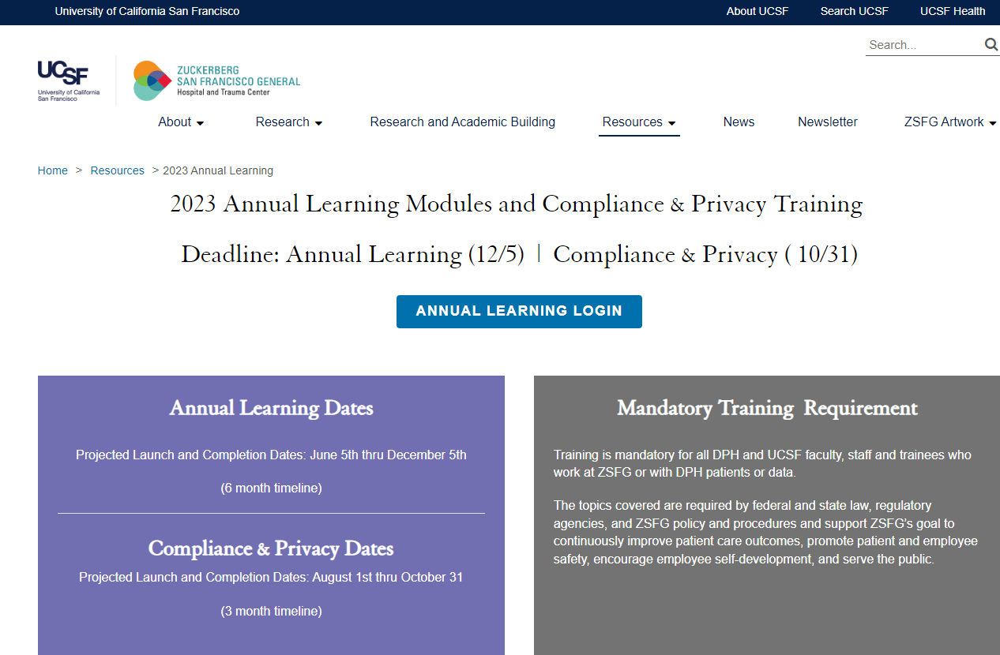 University of California San Francisco
About UCSF
Search UCSF
UCSF Health
Search...
UCSF
University of California
San Francisco
ZUCKERBERG
SAN FRANCISCO GENERAL
Hospital and Trauma Center
About
Research
Research and Academic Building
Resources
News
Newsletter
ZSFG Artwork
Home > Resources > 2023 Annual Learning
2023 Annual Learning Modules and Compliance & Privacy Training
Deadline: Annual Learning (12/5) | Compliance & Privacy ( 10/31)
ANNUAL LEARNING LOGIN
Annual Learning Dates
Projected Launch and Completion Dates: June 5th thru December 5th
(6 month timeline)
Compliance & Privacy Dates
Projected Launch and Completion Dates: August 1st thru October 31
(3 month timeline)
Mandatory Training Requirement
Training is mandatory for all DPH and UCSF faculty, staff and trainees who
work at ZSFG or with DPH patients or data.
The topics covered are required by federal and state law, regulatory
agencies, and ZSFG policy and procedures and support ZSFG's goal to
continuously improve patient care outcomes, promote patient and employee
safety, encourage employee self-development, and serve the public.